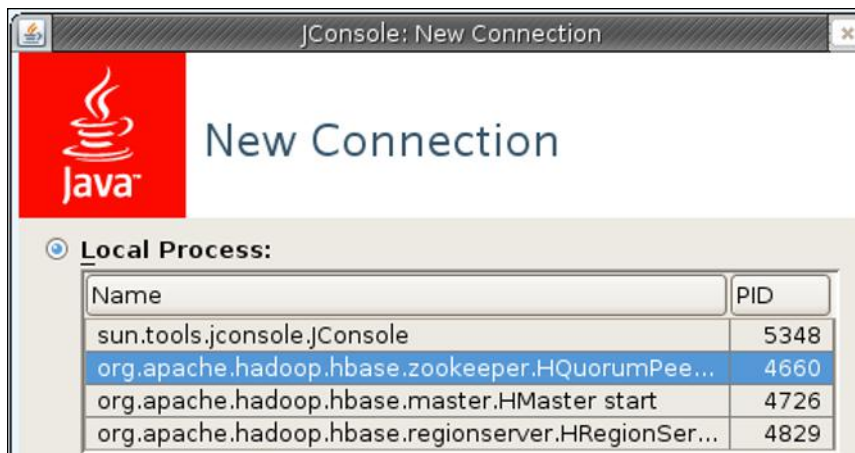 JConsole: New Connection
Java™
New Connection
Local Process:
Name PID
sun.tools.jconsole.JConsole 5348
org.apache.hadoop.hbase.zookeeper.HQuorumPee... 4660
org.apache.hadoop.hbase.master.HMaster start 4726
org.apache.hadoop.hbase.regionserver.HRegionSer... 4829